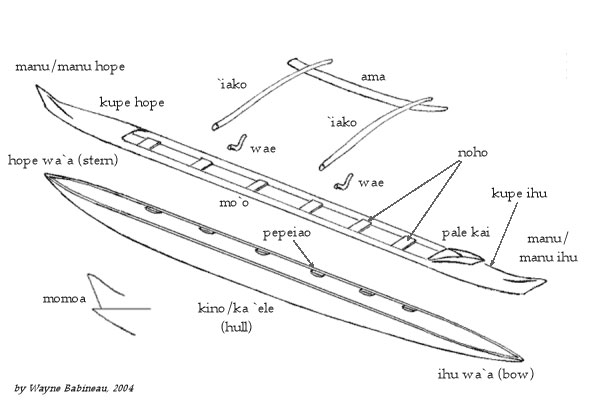 manu/manu hope
ama
`iako
kupe hope
`iako
wae
noho
hope wa`a (stern)
wae
kupe ihu
mo`o
pepeiao
pale kai
manu/
manu ihu
momoa
kino/ka `ele
(hull)
ihu wa`a (bow)
by Wayne Babineau, 2004